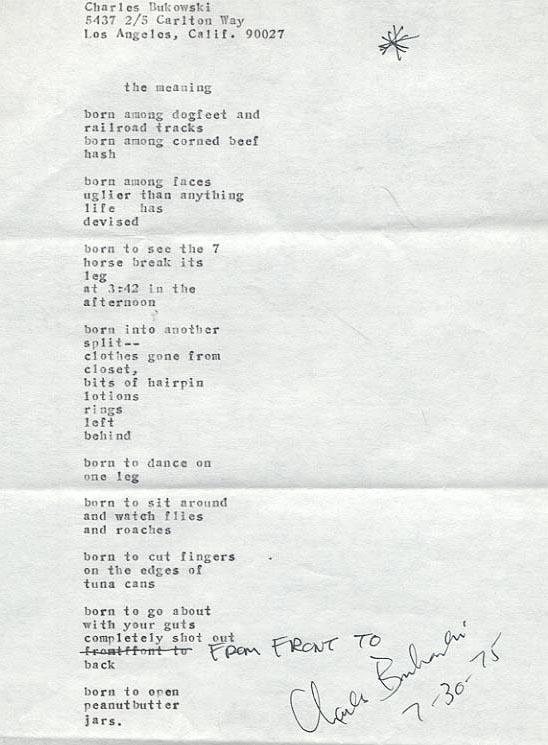 Charles Bukowski
5437 2/5 Carlton Way
Los Angeles, Calif. 90027
the meaning
born among dogfeet and
railroad tracks
born among corned beef
hash
born among faces
uglier than anything
life has
devised
born to see the 7
horse break its
leg
at 3:42 in the
afternoon
born into another
split--
clothes gone from
closet,
bits of hairpin
lotions
rings
left
behind
born to dance on
one leg
born to sit around
and watch flies
and roaches
born to cut fingers
on the edges of
tuna cans
born to go about
with your guts
completely shot out
frontffont to FROM FRONT TO
back
born to open
peanutbutter
jars.
Charles Bukowski
7-30-75